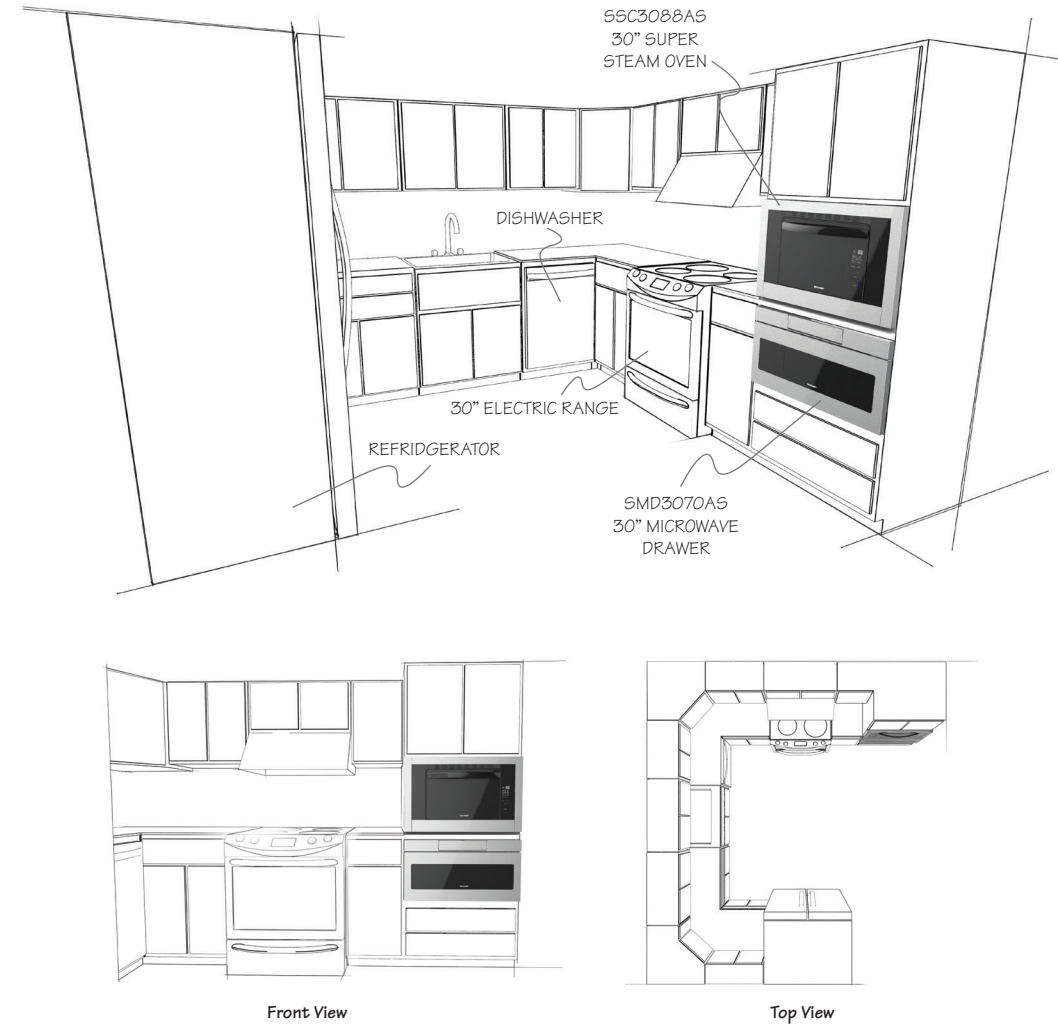 SSC3088AS
30” SUPER
STEAM OVEN
DISHWASHER
30” ELECTRIC RANGE
REFRIDGERATOR
SMD3070AS
30” MICROWAVE
DRAWER
Front View
Top View